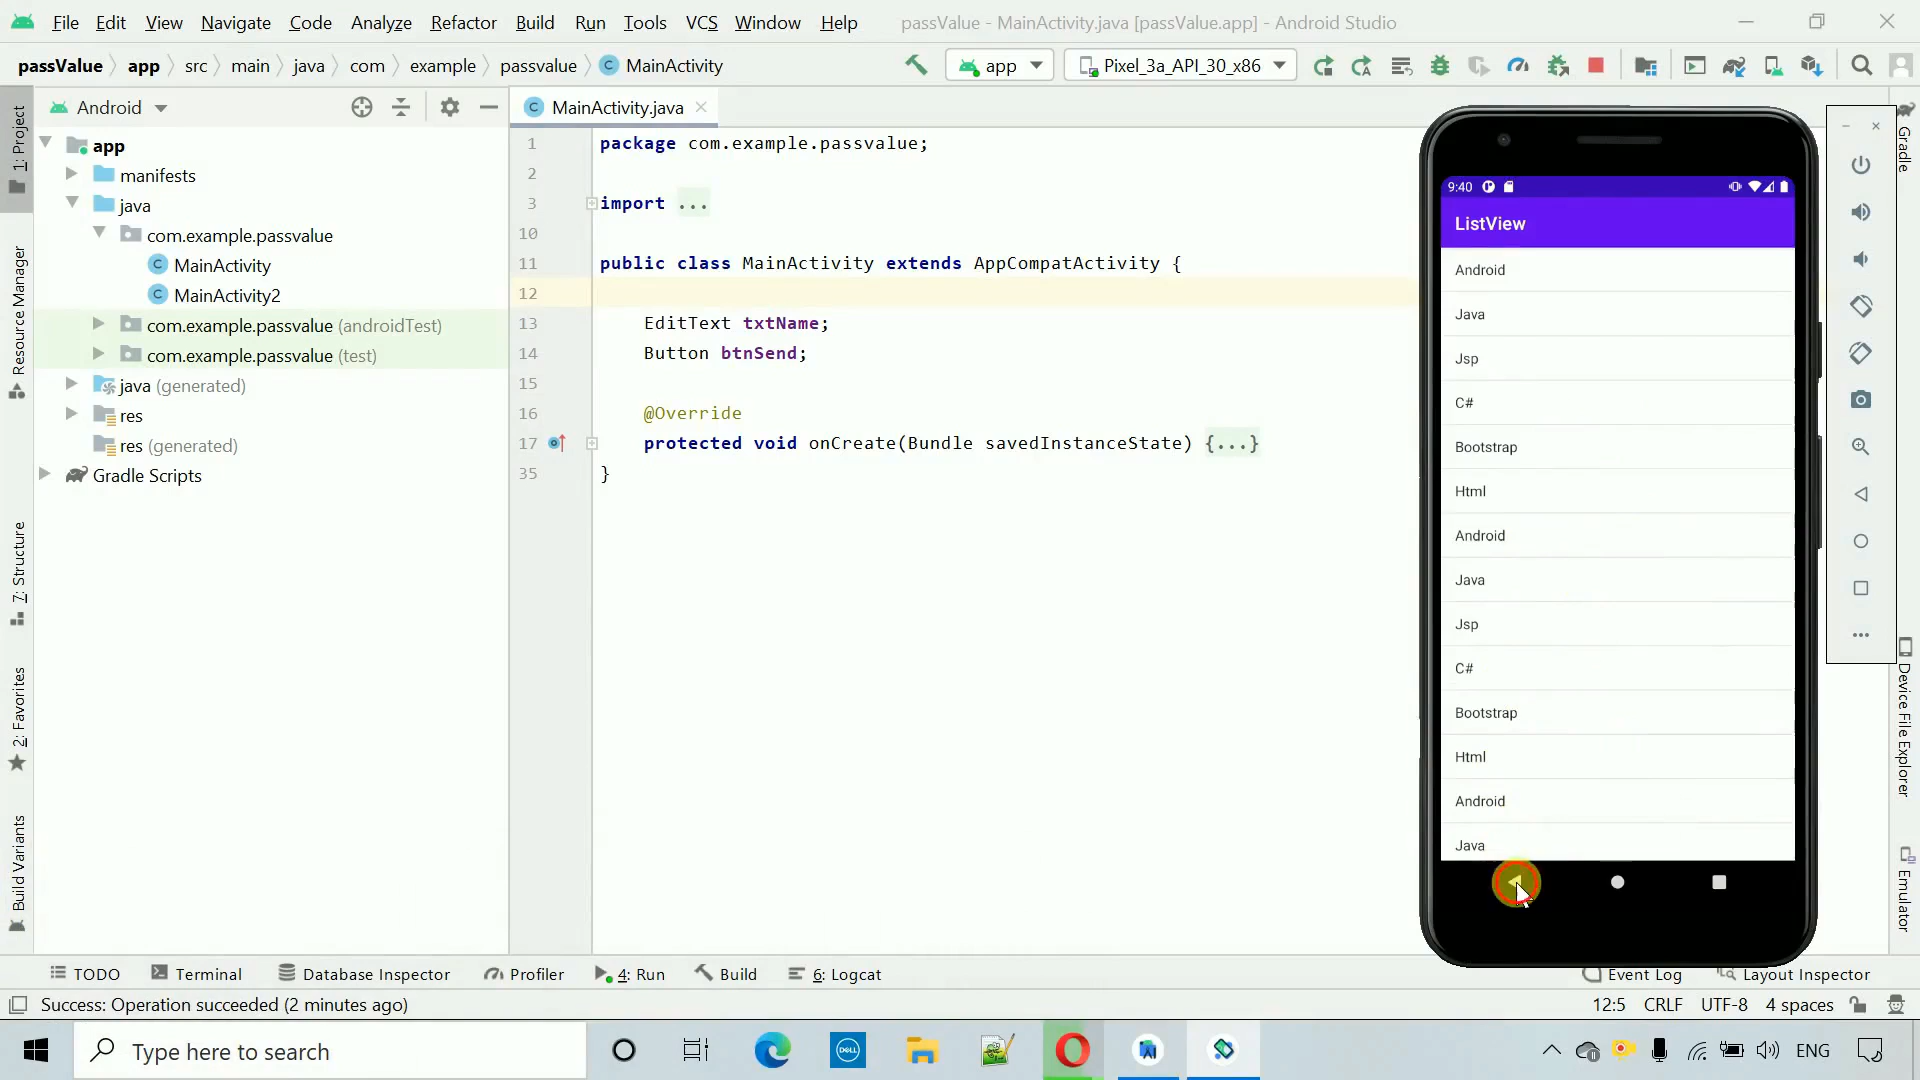 File Edit View Navigate Code Analyze Refactor Build Run Tools VCS Window Help passValue - MainActivity.java [passValue.app] - Android Studio
passValue app src main java com example passvalue MainActivity app Pixel_3a_API_30_x86
Android
MainActivity.java
1: Project
Resource Manager
7: Structure
2: Favorites
Build Variants
app
manifests
java
com.example.passvalue
MainActivity
MainActivity2
com.example.passvalue (androidTest)
com.example.passvalue (test)
java (generated)
res
res (generated)
Gradle Scripts
1 package com.example.passvalue;
2
3 import ...
10
11 public class MainActivity extends AppCompatActivity {
12
13 EditText txtName;
14 Button btnSend;
15
16 @Override
17 protected void onCreate(Bundle savedInstanceState) {...}
35 }
9:40
ListView
Android
Java
Jsp
C#
Bootstrap
Html
Android
Java
Jsp
C#
Bootstrap
Html
Android
Java
Gradle
Device File Explorer
Emulator
TODO Terminal Database Inspector Profiler 4: Run Build 6: Logcat Event Log Layout Inspector
Success: Operation succeeded (2 minutes ago) 12:5 CRLF UTF-8 4 spaces
Type here to search DELL ENG